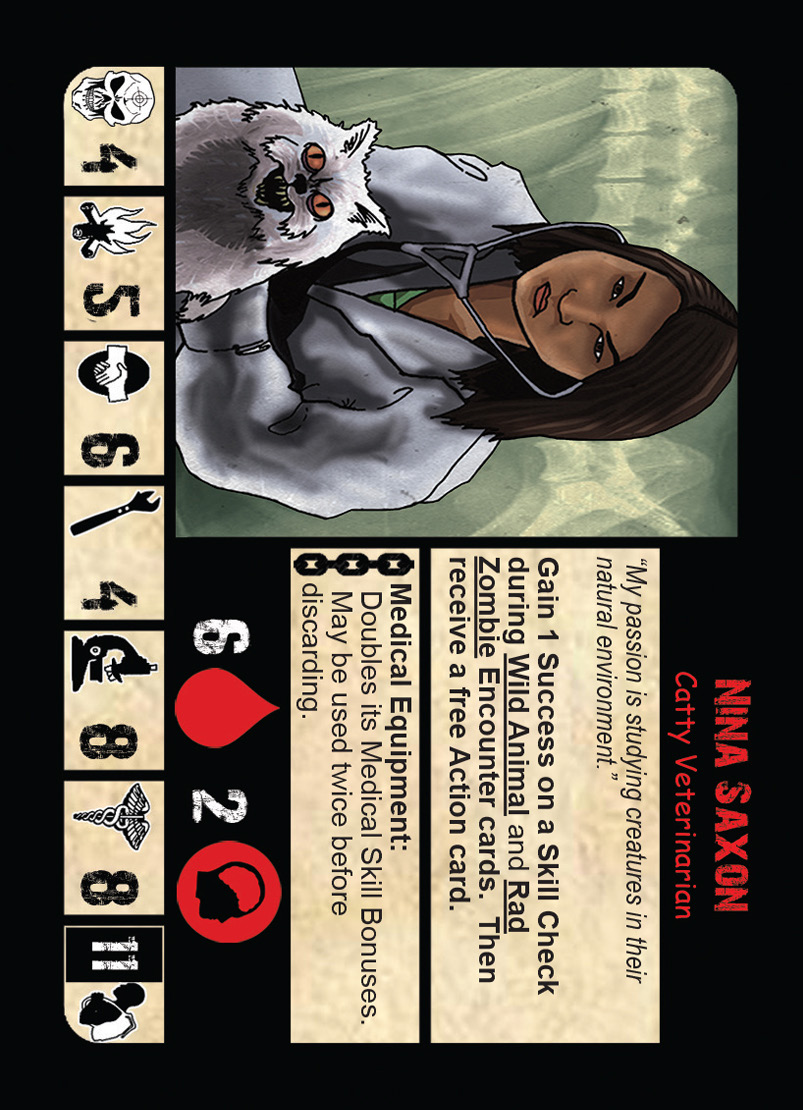 NINA SAXON
Catty Veterinarian
“My passion is studying creatures in their
natural environment.”
Gain 1 Success on a Skill Check
during Wild Animal and Rad
Zombie Encounter cards. Then
receive a free Action card.
Medical Equipment:
Doubles its Medical Skill Bonuses.
May be used twice before
discarding.
6 2
4 5 6 4 8 8 11